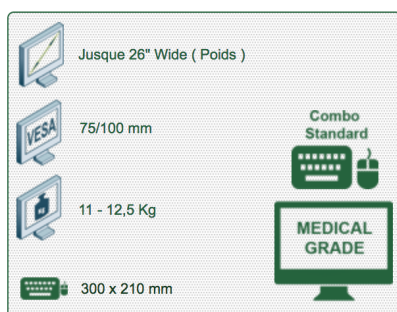 Jusque 26" Wide ( Poids )
VESA
75/100 mm
Combo
Standard
KG
11 - 12,5 Kg
MEDICAL
GRADE
300 x 210 mm